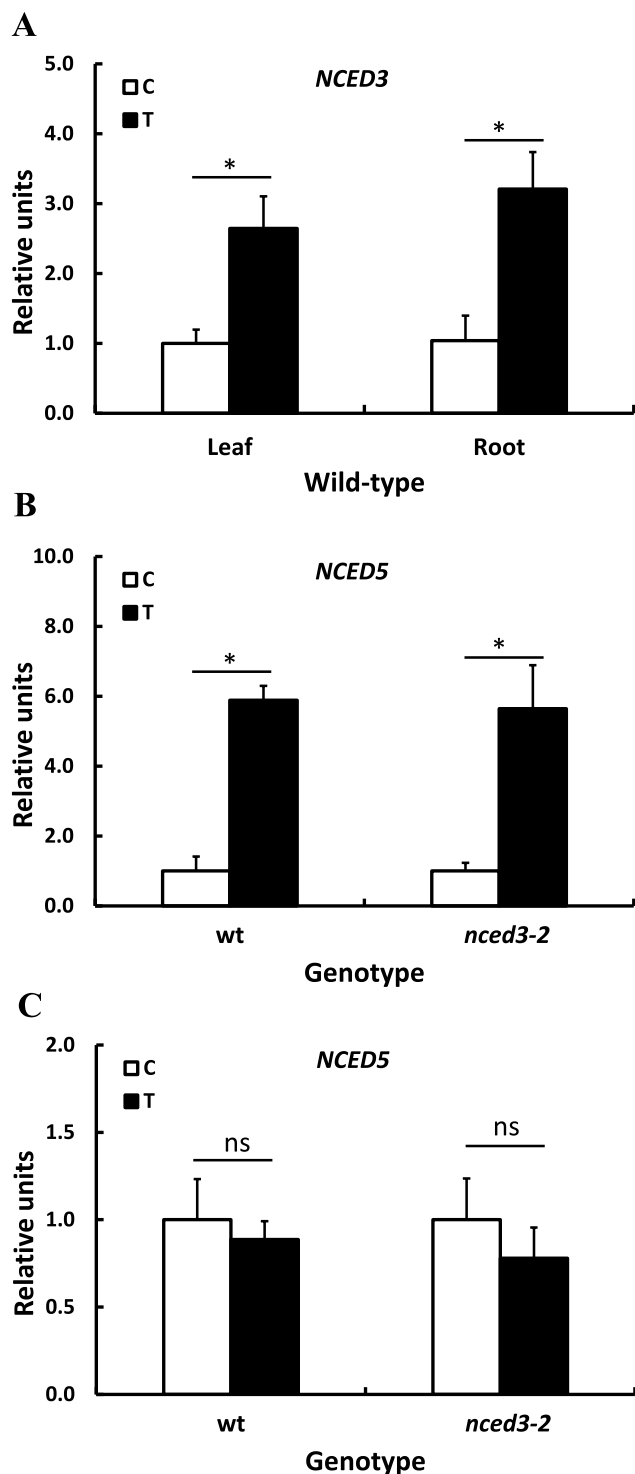 A
5.0
NCED3
C
T
4.0
*
*
3.0
2.0
1.0
0.0
Relative units
Leaf
Root
Wild-type
B
10.0
NCED5
C
T
8.0
*
*
6.0
4.0
2.0
0.0
Relative units
wt
nced3-2
Genotype
C
2.0
NCED5
C
T
1.5
ns
ns
1.0
0.5
0.0
Relative units
wt
nced3-2
Genotype